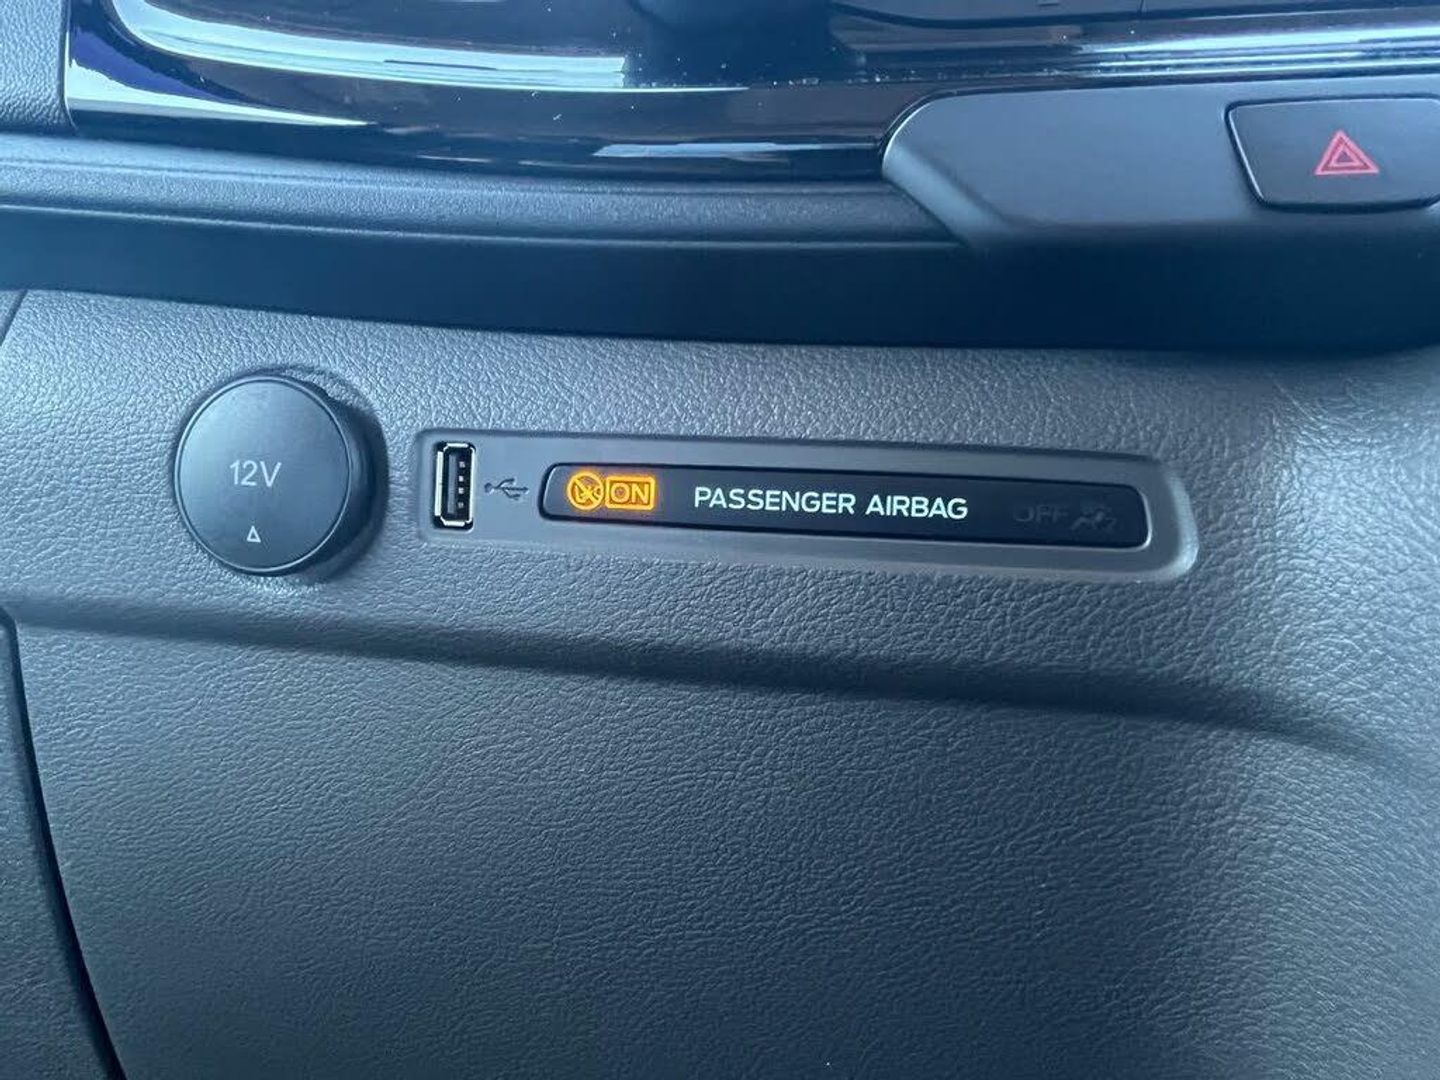 12V
ON PASSENGER AIRBAG OFF